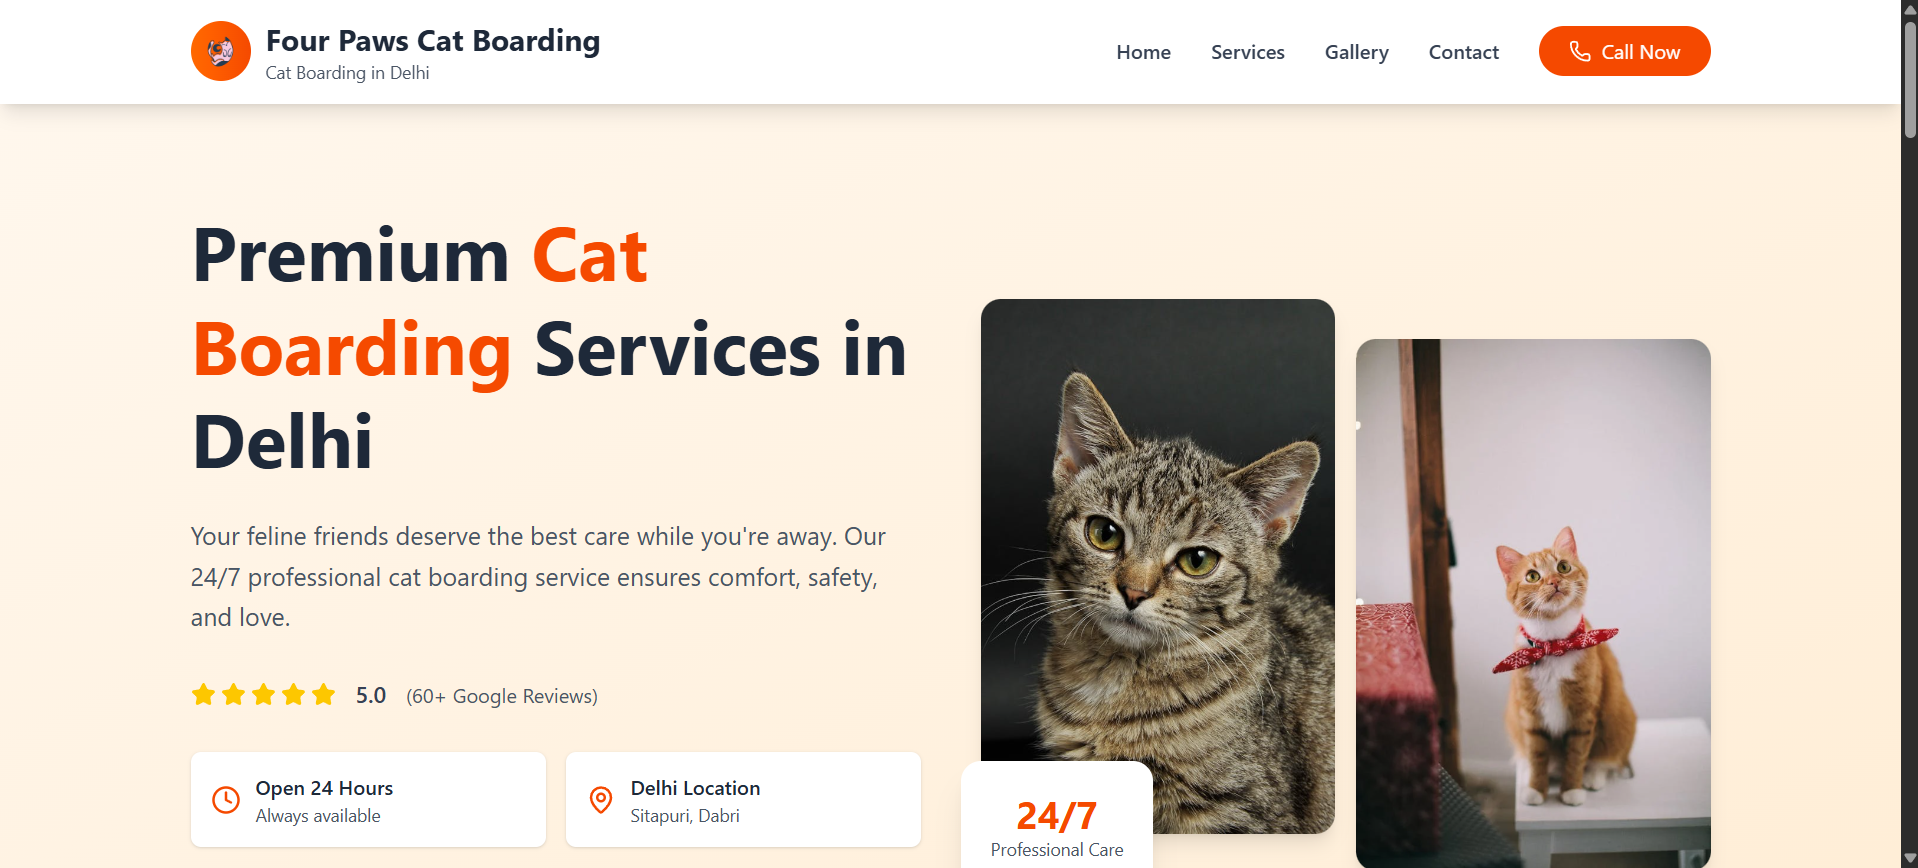 Four Paws Cat Boarding
Cat Boarding in Delhi
Home
Services
Gallery
Contact
Call Now
Premium Cat
Boarding Services in
Delhi
Your feline friends deserve the best care while you're away. Our
24/7 professional cat boarding service ensures comfort, safety,
and love.
5.0 (60+ Google Reviews)
Open 24 Hours
Always available
Delhi Location
Sitapuri, Dabri
24/7
Professional Care